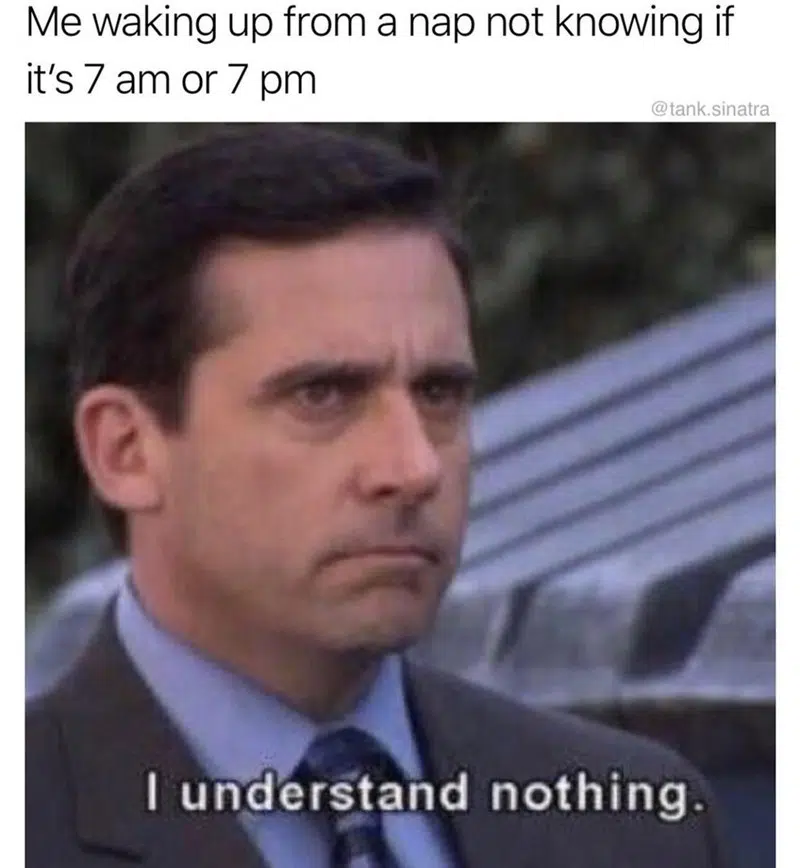 Me waking up from a nap not knowing if
it's 7 am or 7 pm
@tank.sinatra
I understand nothing.